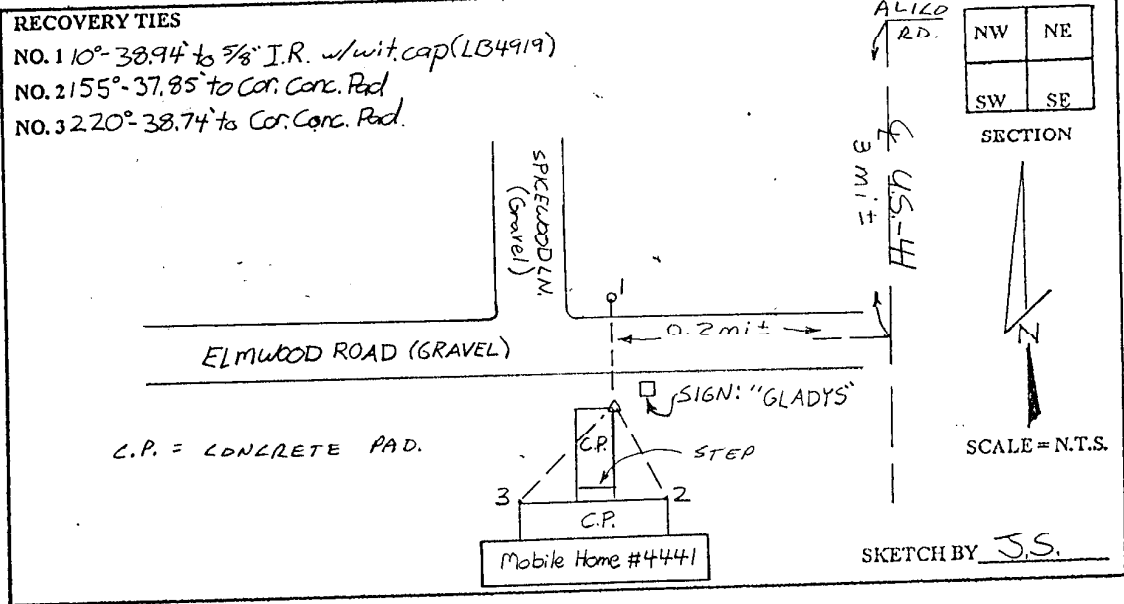 RECOVERY TIES
NO. 1 10°-38.94' to 5/8" I.R. w/wit. cap (LB4919)
NO. 2 155°-37.85' to Cor. Conc. Pad
NO. 3 220°-38.74' to Cor. Conc. Pad.
ALICO
RD.
NW NE
SW SE
SECTION
SPICEWOOD LN.
(Gravel)
℄ U.S.-41
3 mi ±
1
0.2 mi ±
ELMWOOD ROAD (GRAVEL)
SIGN: "GLADYS"
N
C.P. = CONCRETE PAD.
C.P.
STEP
SCALE = N.T.S.
3
2
C.P.
Mobile Home #4441
SKETCH BY J.S.